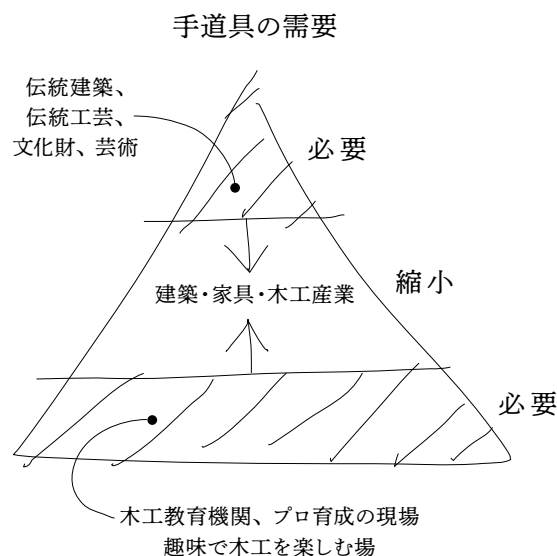 手道具の需要
伝統建築、
伝統工芸、
文化財、芸術
必要
建築・家具・木工産業
縮小
必要
木工教育機関、プロ育成の現場
趣味で木工を楽しむ場